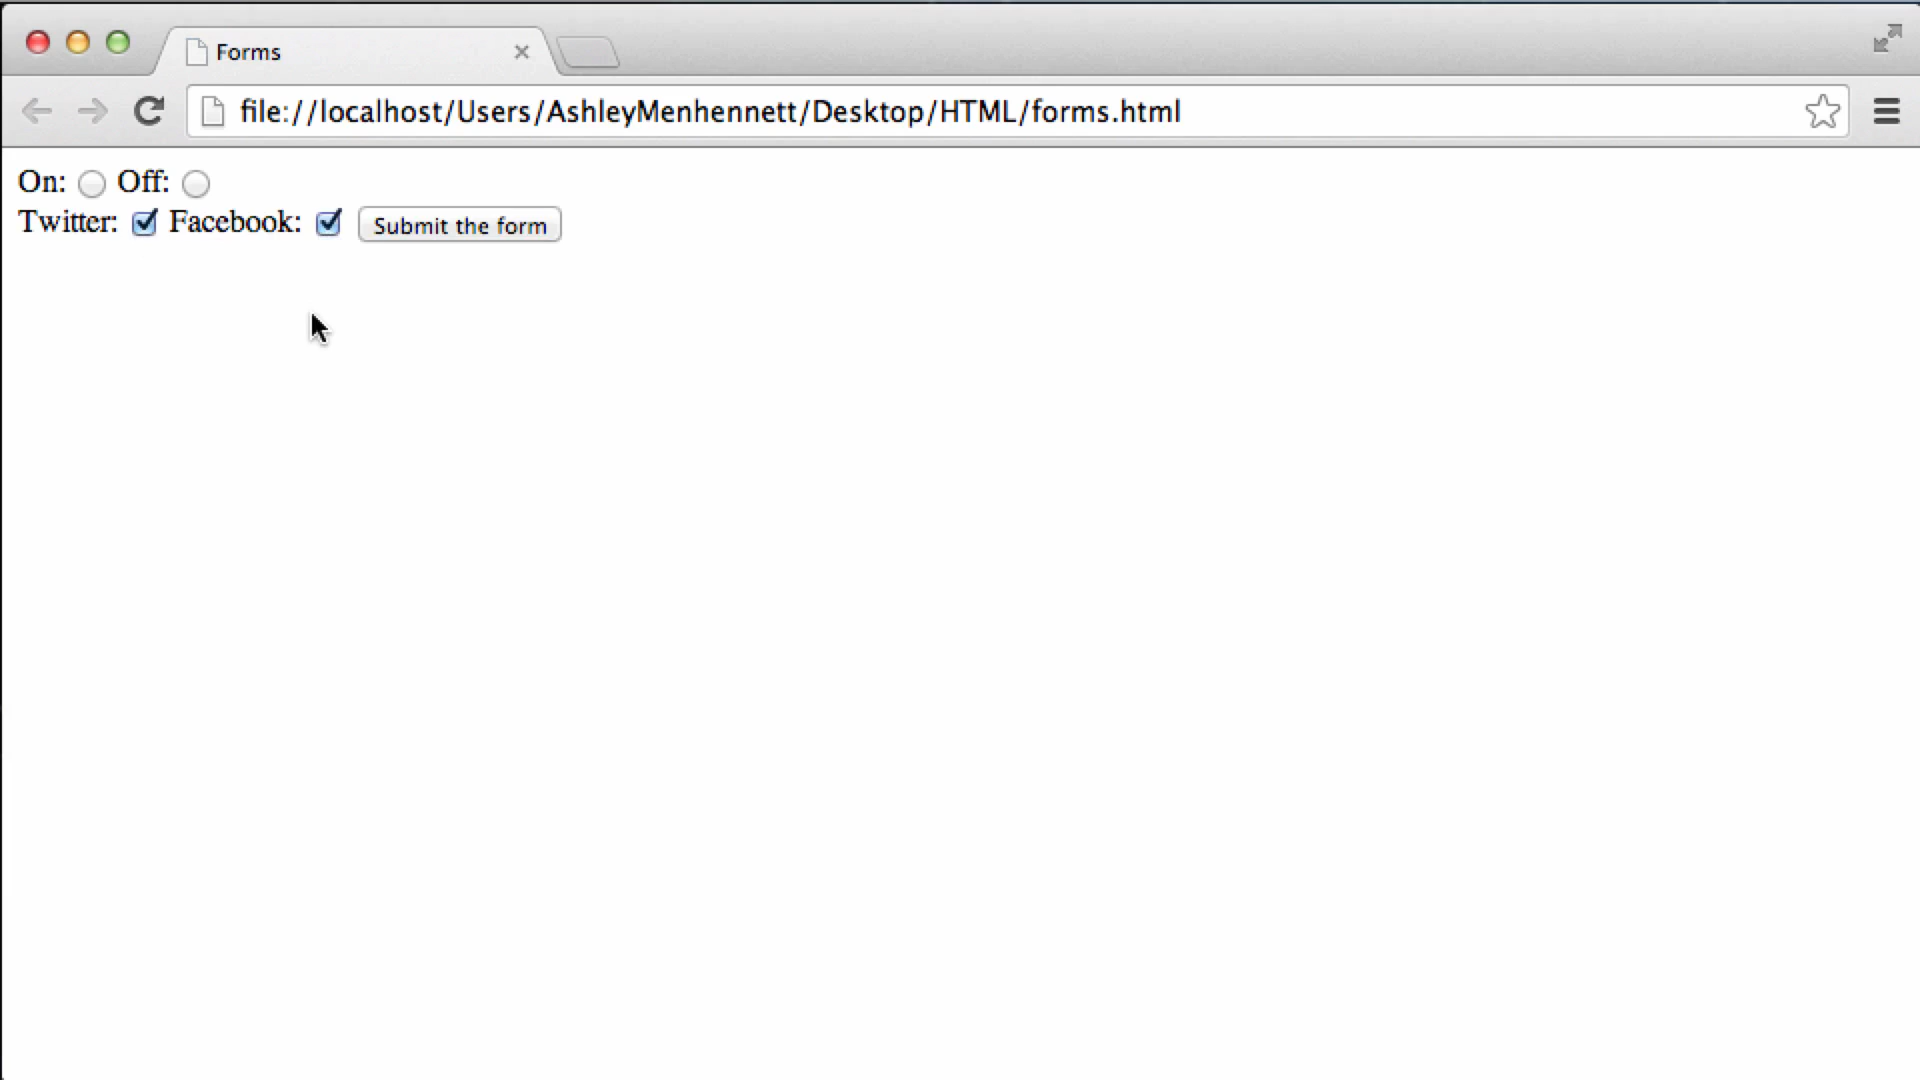 Forms
file://localhost/Users/AshleyMenhennett/Desktop/HTML/forms.html
On: Off:
Twitter: Facebook: Submit the form